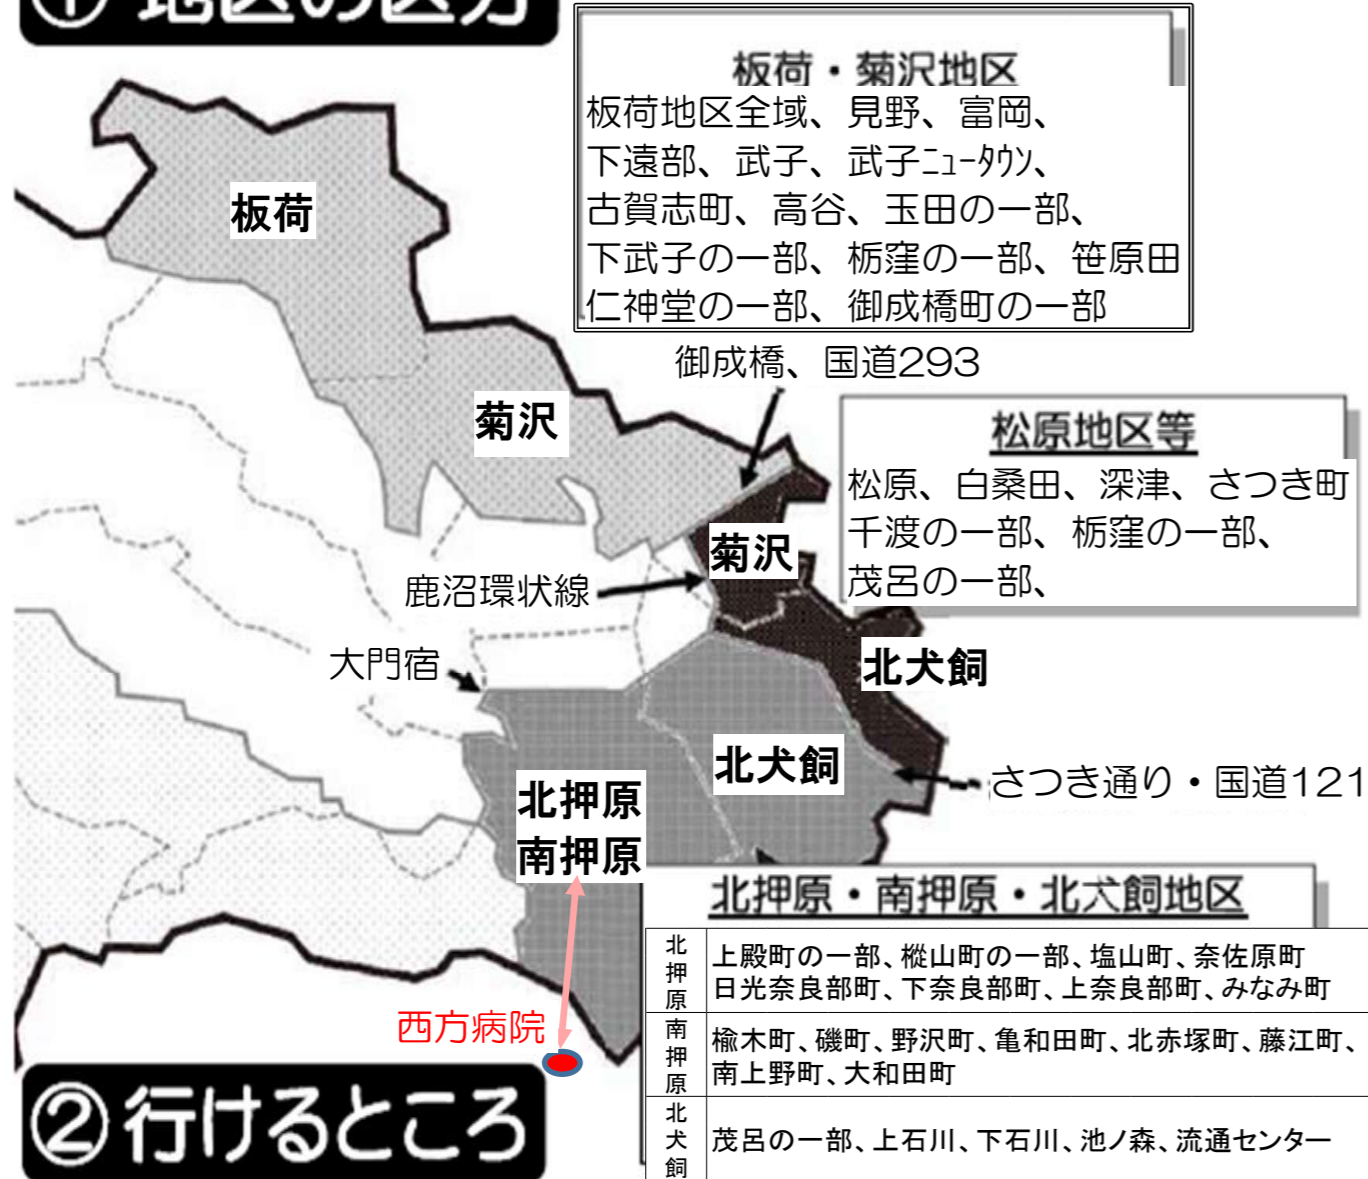 ① 地区の区分
板荷・菊沢地区
板荷地区全域、見野、富岡、
下遠部、武子、武子ﾆｭｰﾀｳﾝ、
古賀志町、高谷、玉田の一部、
下武子の一部、栃窪の一部、笹原田
仁神堂の一部、御成橋町の一部
板荷
御成橋、国道293
菊沢
松原地区等
松原、白桑田、深津、さつき町
千渡の一部、栃窪の一部、
茂呂の一部、
菊沢
鹿沼環状線
大門宿
北犬飼
北犬飼
さつき通り・国道121
北押原
南押原
北押原・南押原・北犬飼地区
北押原
上殿町の一部、樅山町の一部、塩山町、奈佐原町
日光奈良部町、下奈良部町、上奈良部町、みなみ町
南押原
楡木町、磯町、野沢町、亀和田町、北赤塚町、藤江町、
南上野町、大和田町
北犬飼
茂呂の一部、上石川、下石川、池ノ森、流通センター
西方病院
② 行けるところ